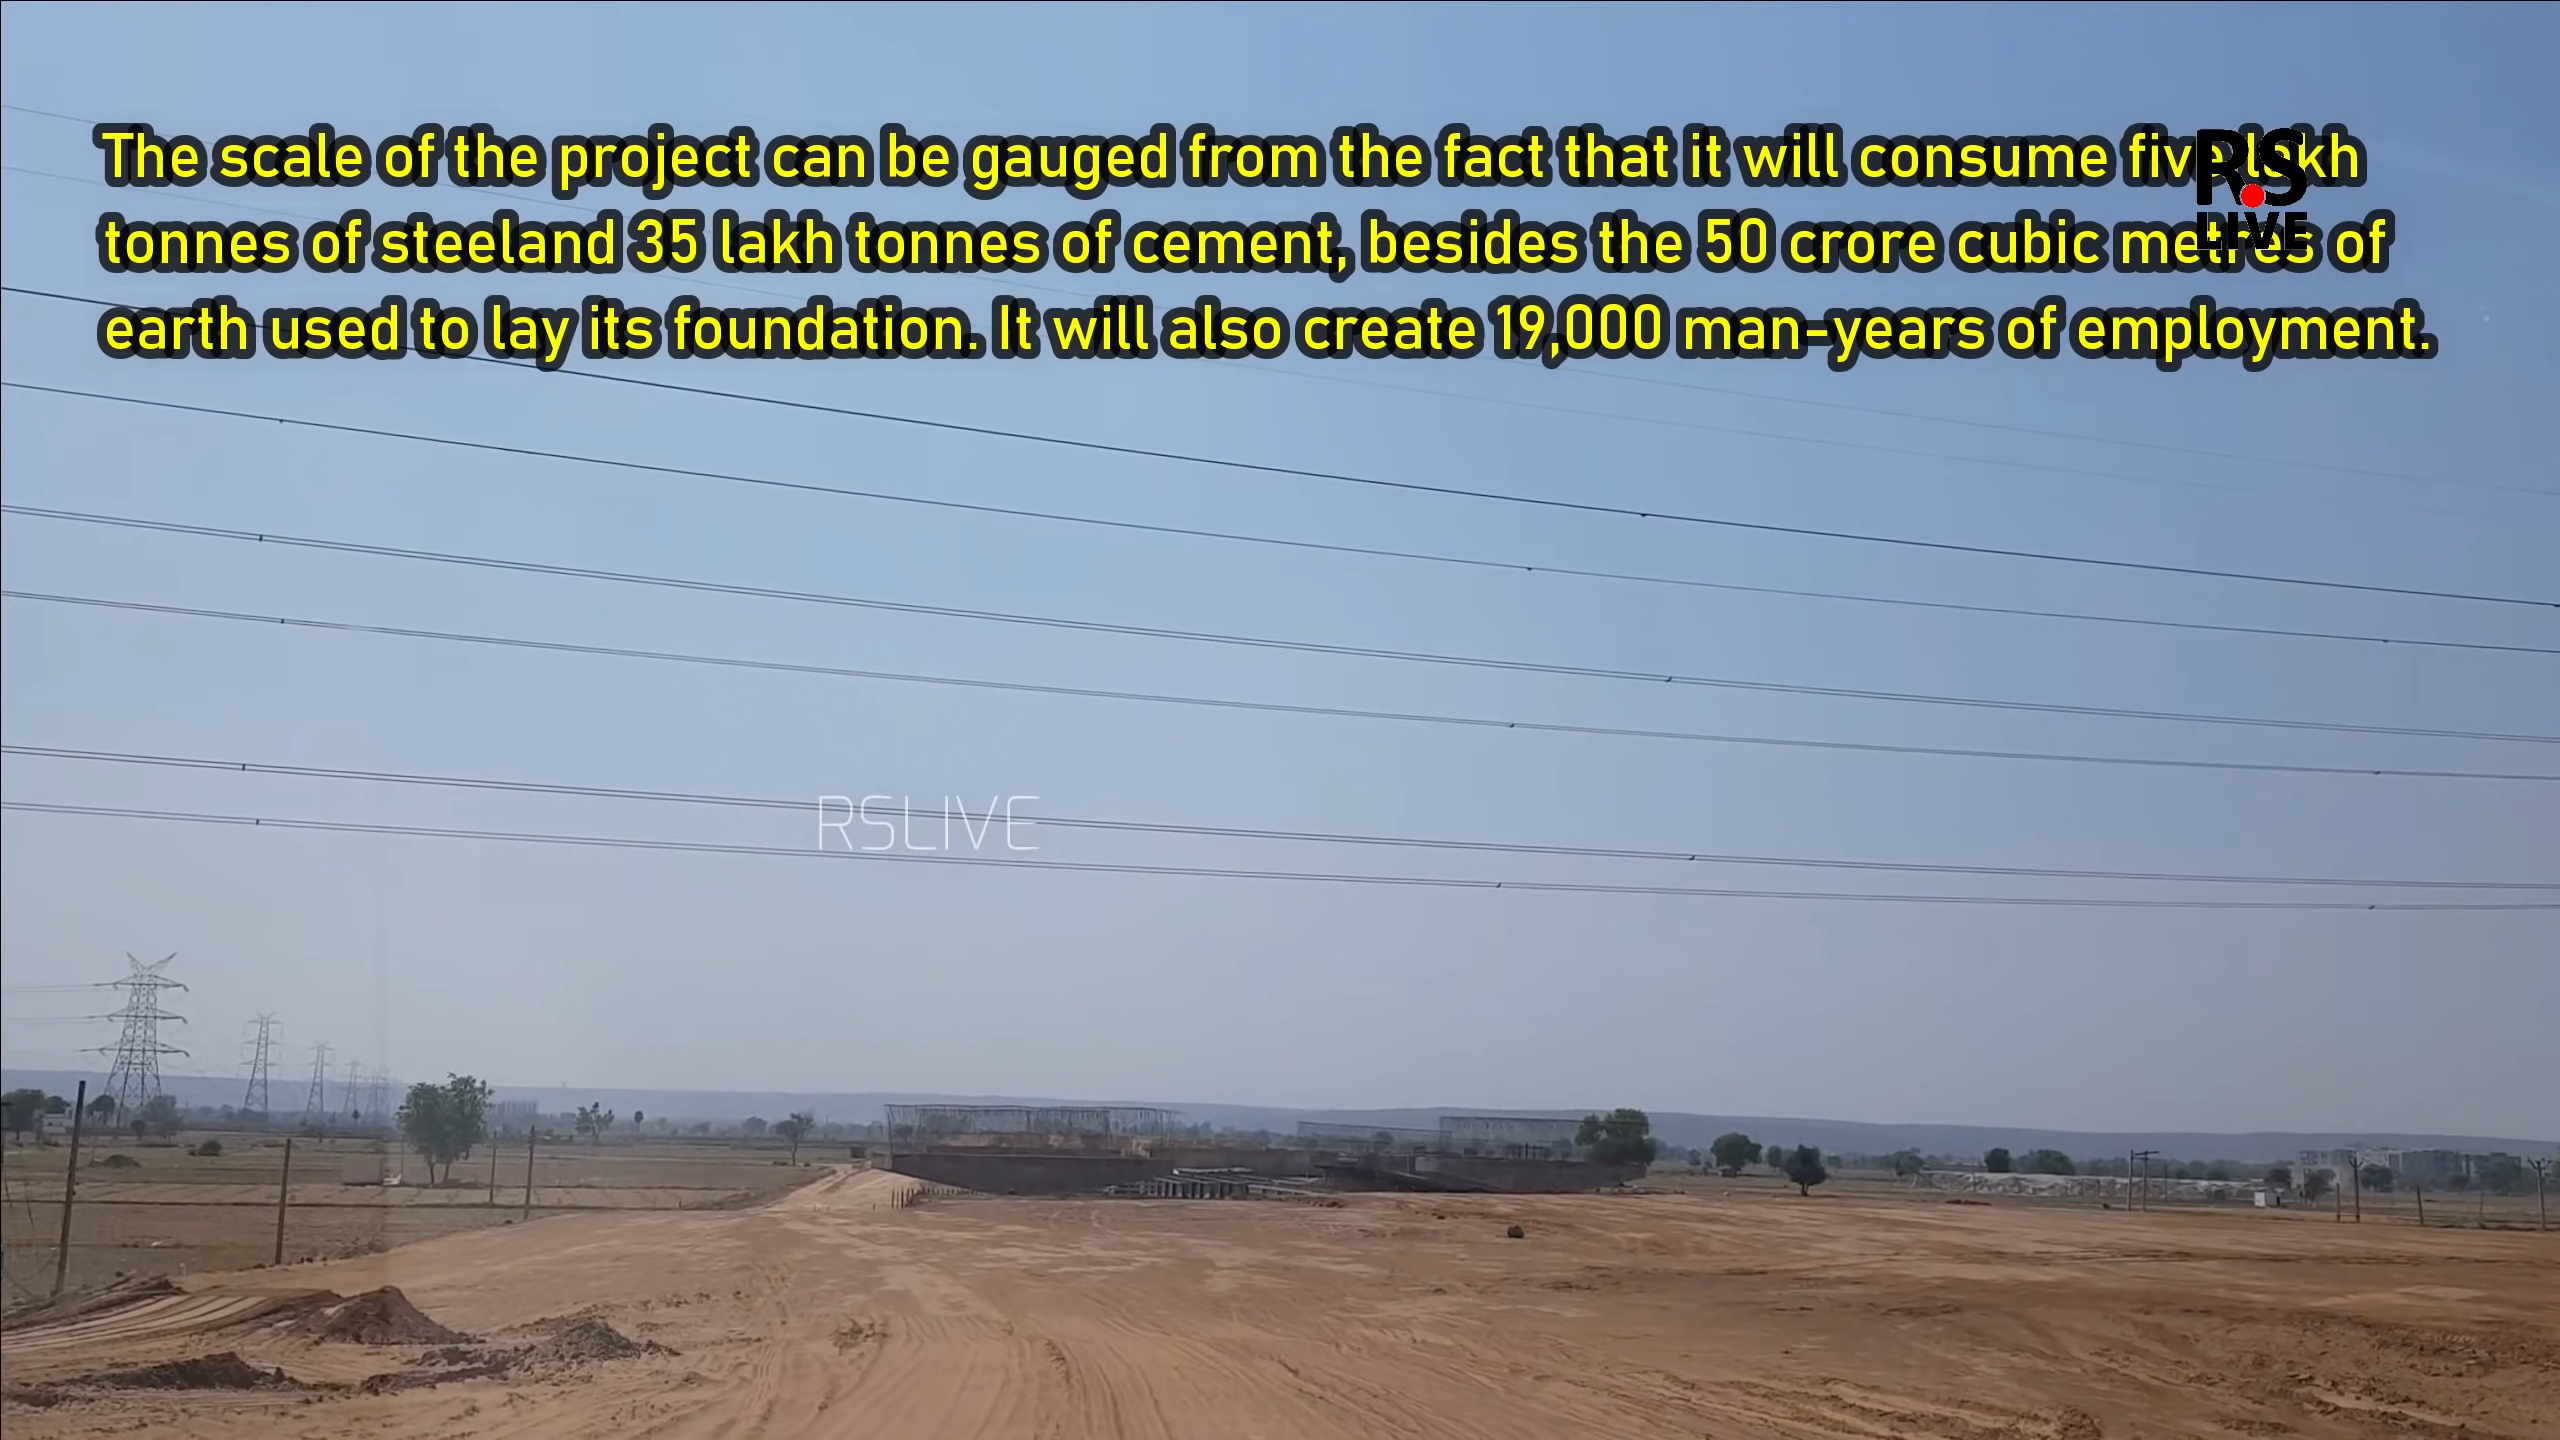 The scale of the project can be gauged from the fact that it will consume five lakh
tonnes of steeland 35 lakh tonnes of cement, besides the 50 crore cubic metres of
earth used to lay its foundation. It will also create 19,000 man-years of employment.
RS
LIVE
RSLIVE